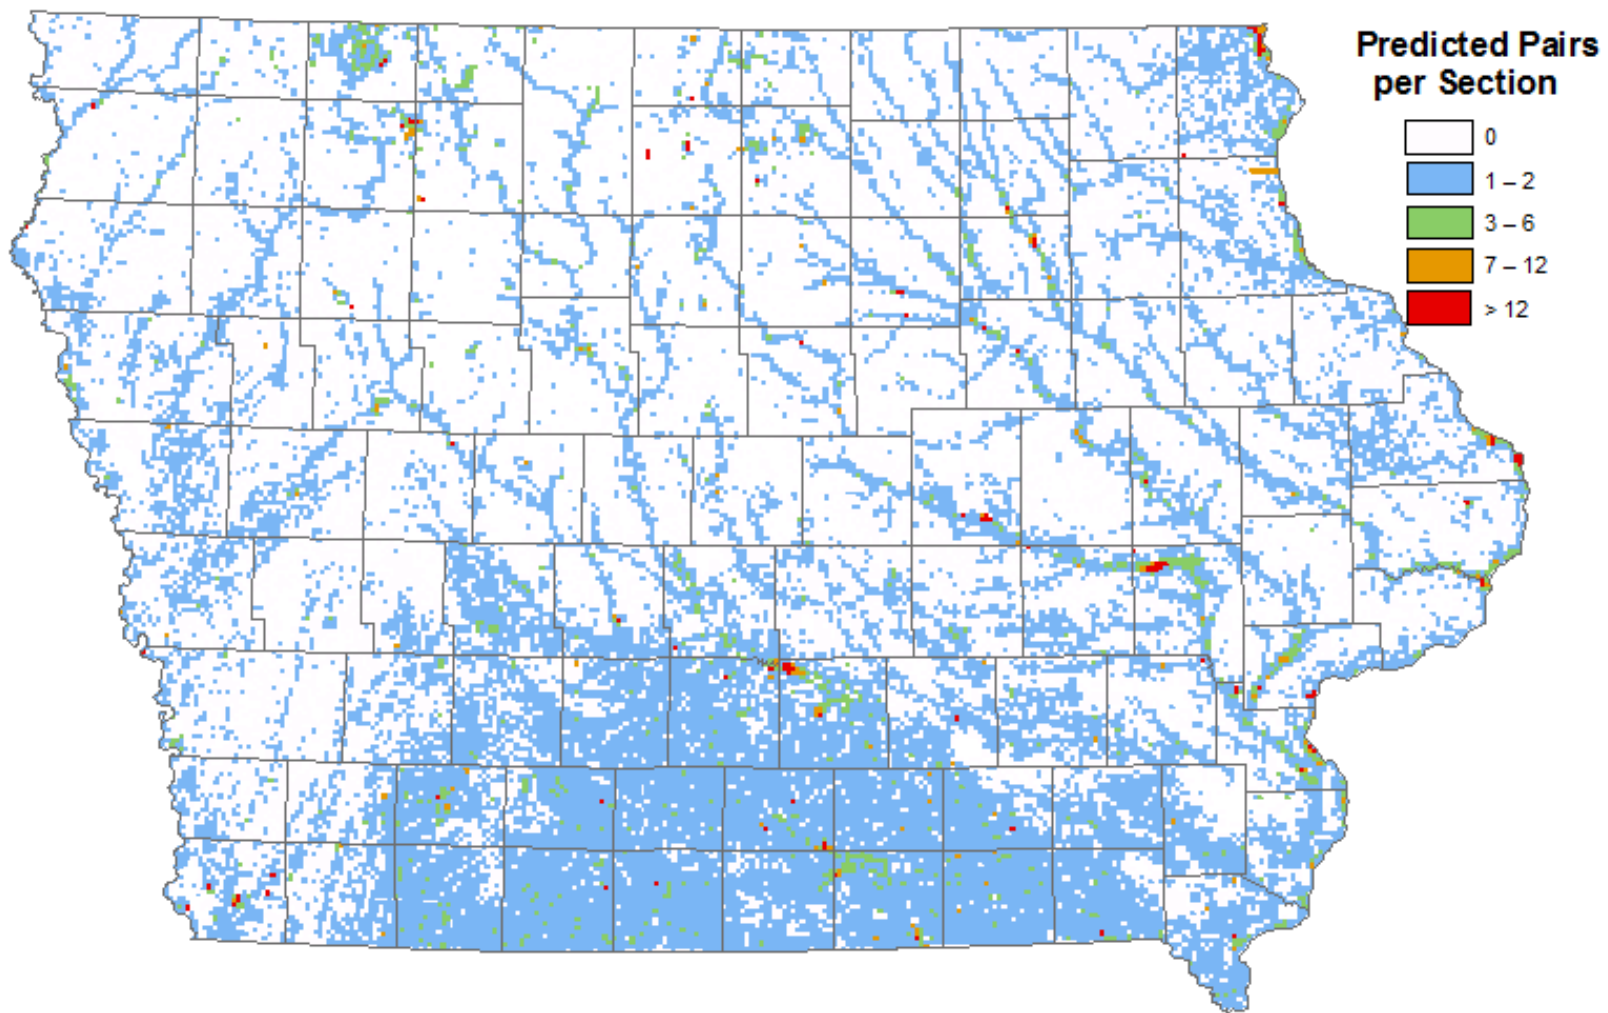 Predicted Pairs
per Section
0
1 – 2
3 – 6
7 – 12
> 12